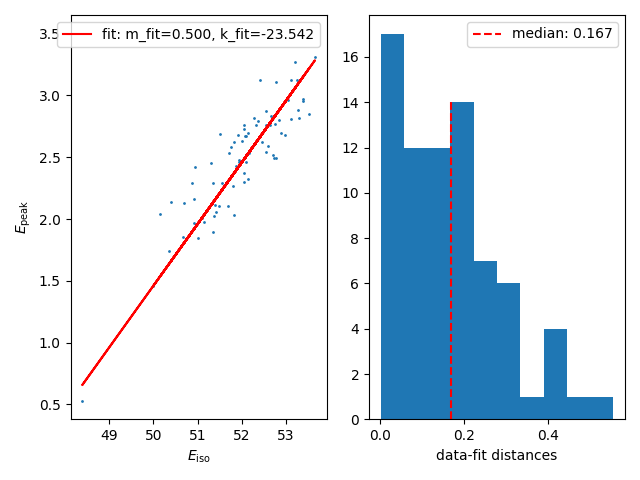 fit: m_fit=0.500, k_fit=-23.542
3.5
3.0
2.5
2.0
1.5
1.0
0.5
E_peak
49 50 51 52 53
E_iso
median: 0.167
16
14
12
10
8
6
4
2
0
0.0 0.2 0.4
data-fit distances